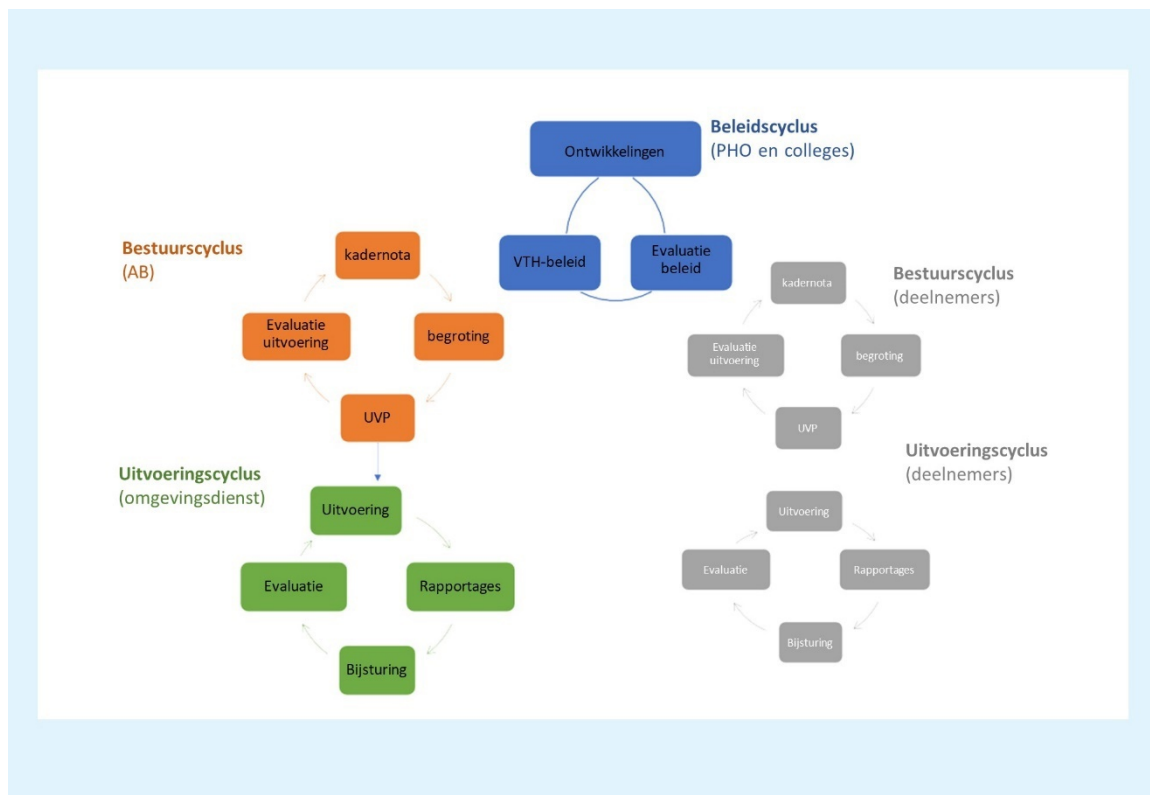 Beleidscyclus
(PHO en colleges)
Ontwikkelingen
VTH-beleid
Evaluatie
beleid
Bestuurscyclus
(AB)
kadernota
begroting
UVP
Evaluatie
uitvoering
Uitvoeringscyclus
(omgevingsdienst)
Uitvoering
Rapportages
Bijsturing
Evaluatie
Bestuurscyclus
(deelnemers)
kadernota
begroting
UVP
Evaluatie
uitvoering
Uitvoeringscyclus
(deelnemers)
Uitvoering
Rapportages
Bijsturing
Evaluatie